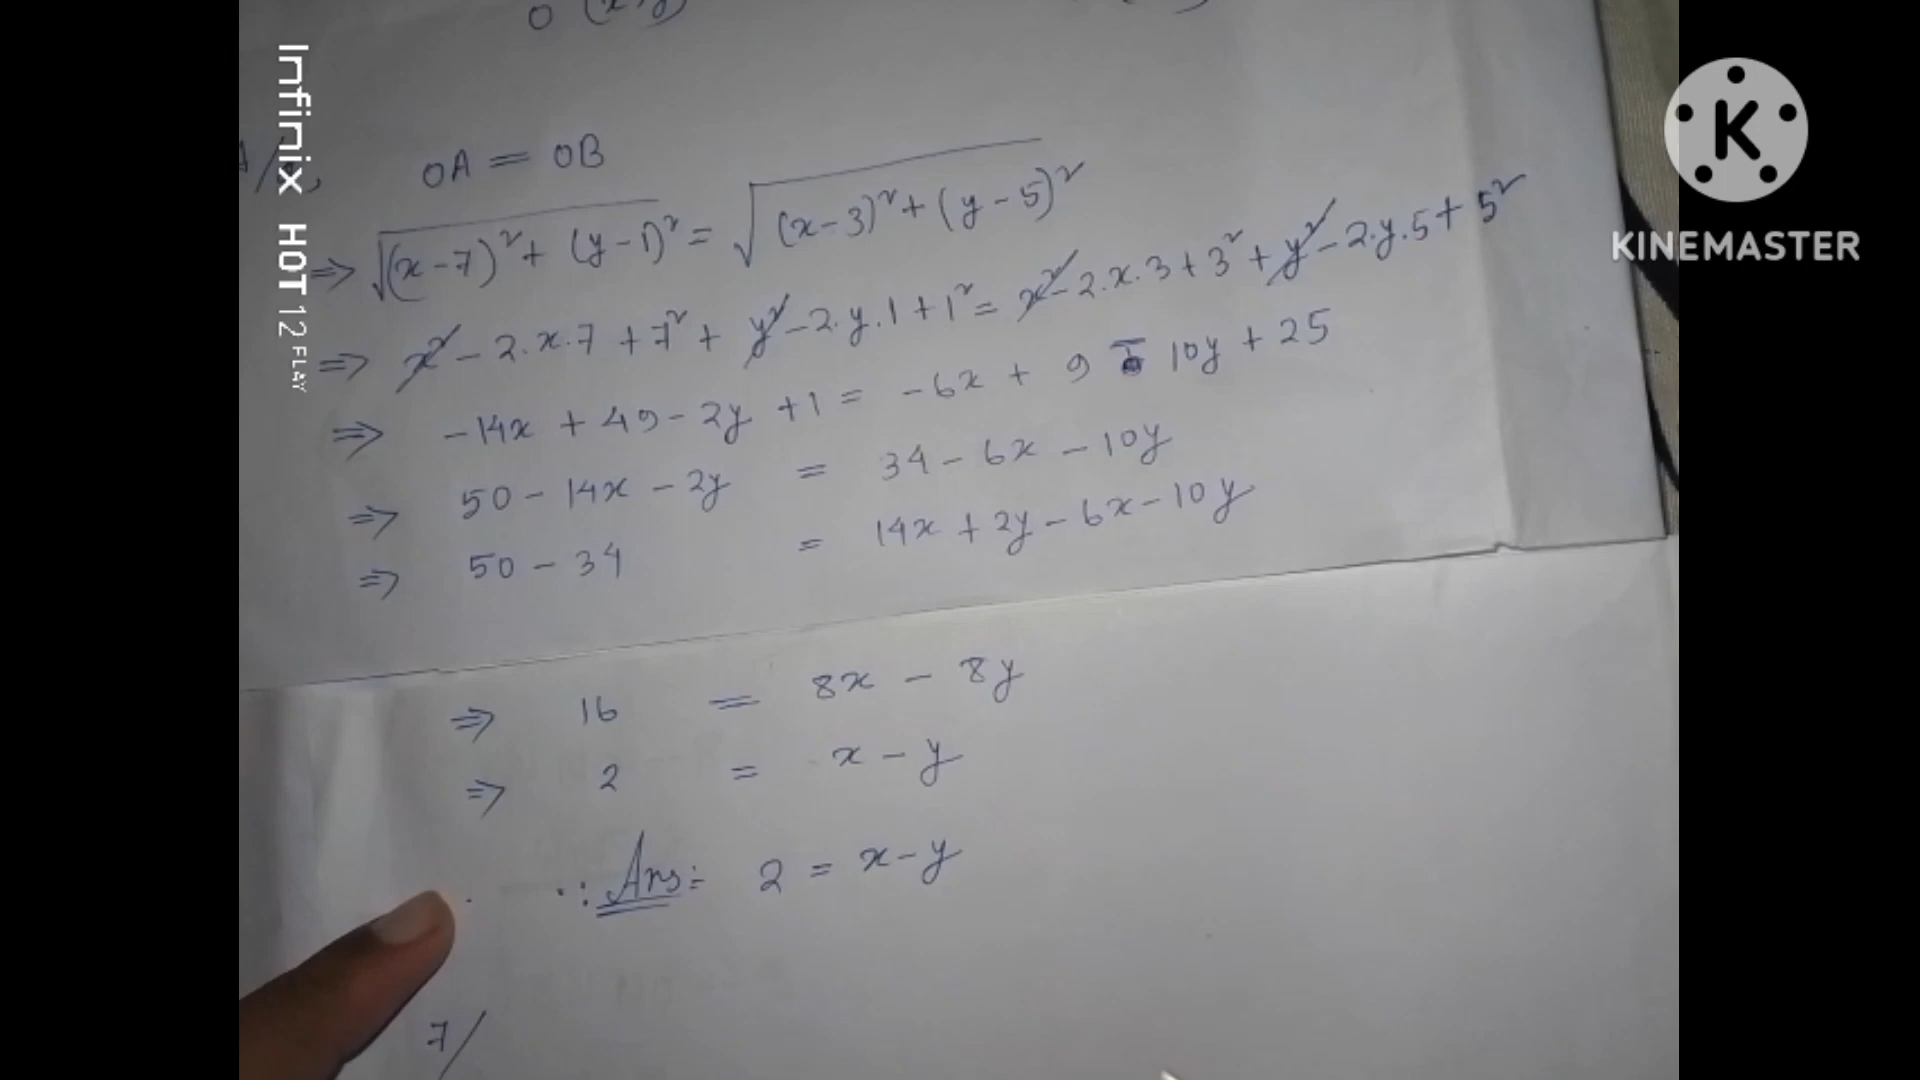 O (x, y)
OA = OB
⇒ √(x-7)² + (y-1)² = √(x-3)² + (y-5)²
⇒ x² - 2.x.7 + 7² + y² - 2.y.1 + 1² = x² - 2.x.3 + 3² + y² - 2.y.5 + 5²
⇒ -14x + 49 - 2y + 1 = -6x + 9 - 10y + 25
⇒ 50 - 14x - 2y = 34 - 6x - 10y
⇒ 50 - 34 = 14x + 2y - 6x - 10y
⇒ 16 = 8x - 8y
⇒ 2 = x - y
∴ Ans: 2 = x - y
7/
Infinix HOT 12 PLAY
KINEMASTER